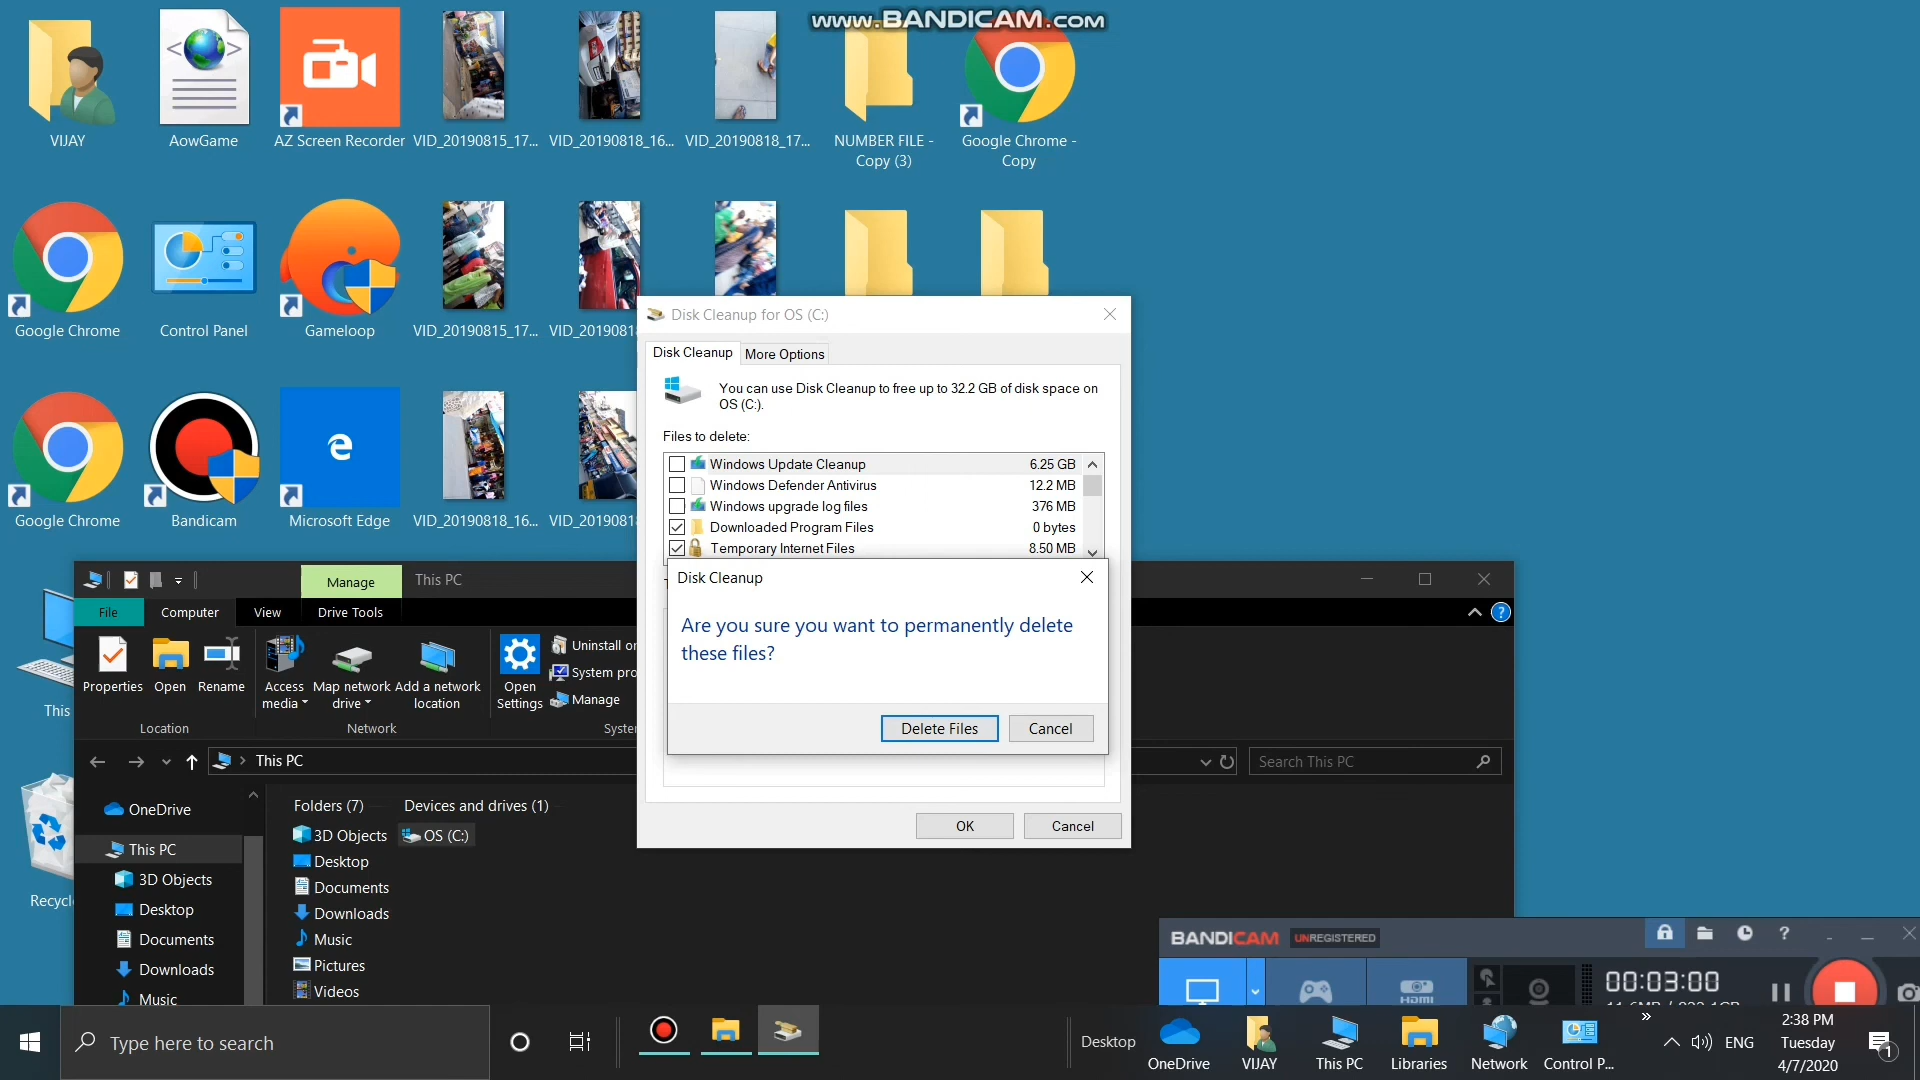 www.BANDICAM.com
VIJAY
AowGame
AZ Screen Recorder
VID_20190815_17...
VID_20190818_16...
VID_20190818_17...
NUMBER FILE -
Copy (3)
Google Chrome -
Copy
Google Chrome
Control Panel
Gameloop
VID_20190815_17...
VID_2019081
Google Chrome
Bandicam
Microsoft Edge
VID_20190818_16...
VID_2019081
Disk Cleanup for OS (C:)
Disk Cleanup
More Options
You can use Disk Cleanup to free up to 32.2 GB of disk space on
OS (C:).
Files to delete:
Windows Update Cleanup 6.25 GB
Windows Defender Antivirus 12.2 MB
Windows upgrade log files 376 MB
Downloaded Program Files 0 bytes
Temporary Internet Files 8.50 MB
Disk Cleanup
Are you sure you want to permanently delete
these files?
Delete Files
Cancel
OK
Cancel
Manage
This PC
File
Computer
View
Drive Tools
Properties
Open
Rename
Access
media
Map network
drive
Add a network
location
Open
Settings
Uninstall or
System pro
Manage
Location
Network
Syste
This PC
Search This PC
This
Recycl
OneDrive
This PC
3D Objects
Desktop
Documents
Downloads
Music
Folders (7)
Devices and drives (1)
3D Objects
OS (C:)
Desktop
Documents
Downloads
Music
Pictures
Videos
BANDICAM
UNREGISTERED
HDMI
00:03:00
Type here to search
Desktop
OneDrive
VIJAY
This PC
Libraries
Network
Control P...
ENG
2:38 PM
Tuesday
4/7/2020
1